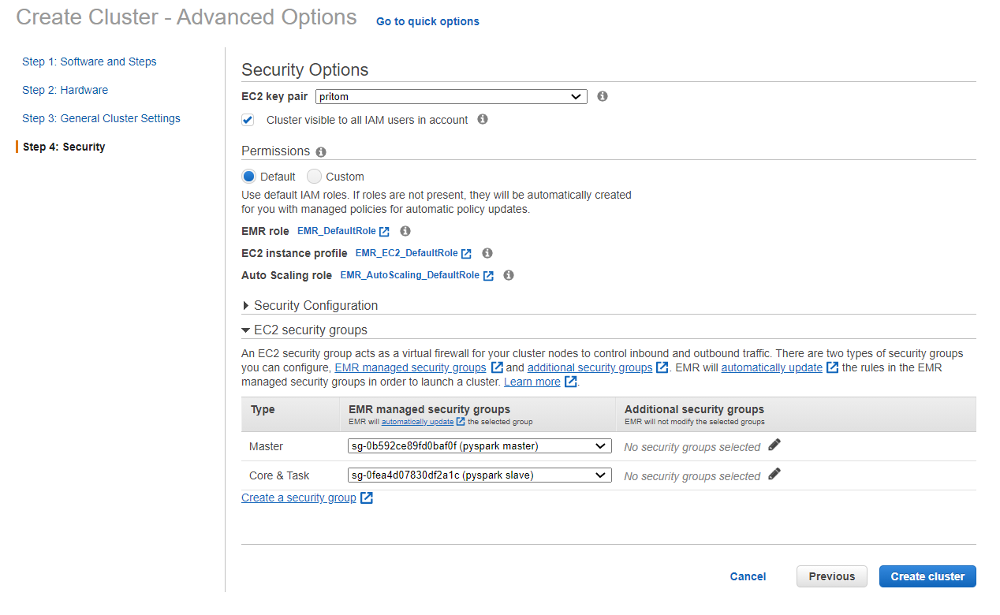 Create Cluster - Advanced Options Go to quick options
Step 1: Software and Steps
Step 2: Hardware
Step 3: General Cluster Settings
Step 4: Security
Security Options
EC2 key pair pritom
Cluster visible to all IAM users in account
Permissions
Default Custom
Use default IAM roles. If roles are not present, they will be automatically created
for you with managed policies for automatic policy updates.
EMR role EMR_DefaultRole
EC2 instance profile EMR_EC2_DefaultRole
Auto Scaling role EMR_AutoScaling_DefaultRole
Security Configuration
EC2 security groups
An EC2 security group acts as a virtual firewall for your cluster nodes to control inbound and outbound traffic. There are two types of security groups
you can configure, EMR managed security groups and additional security groups. EMR will automatically update the rules in the EMR
managed security groups in order to launch a cluster. Learn more.
Type EMR managed security groups Additional security groups
EMR will automatically update the selected group EMR will not modify the selected groups
Master sg-0b592ce89fd0baf0f (pyspark master) No security groups selected
Core & Task sg-0fea4d07830df2a1c (pyspark slave) No security groups selected
Create a security group
Cancel Previous Create cluster